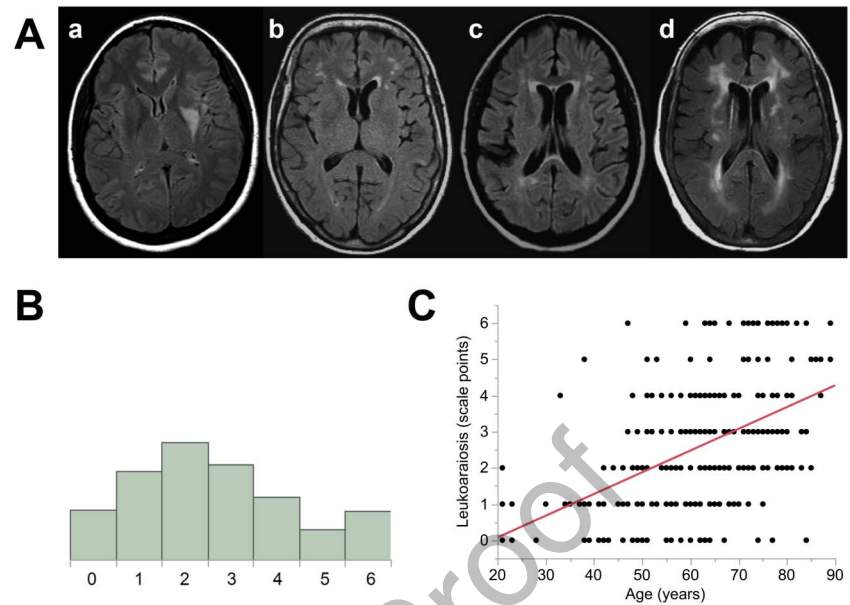 A
a
b
c
d
B
0 1 2 3 4 5 6
C
Leukoaraiosis (scale points)
6
5
4
3
2
1
0
20 30 40 50 60 70 80 90
Age (years)
Proof